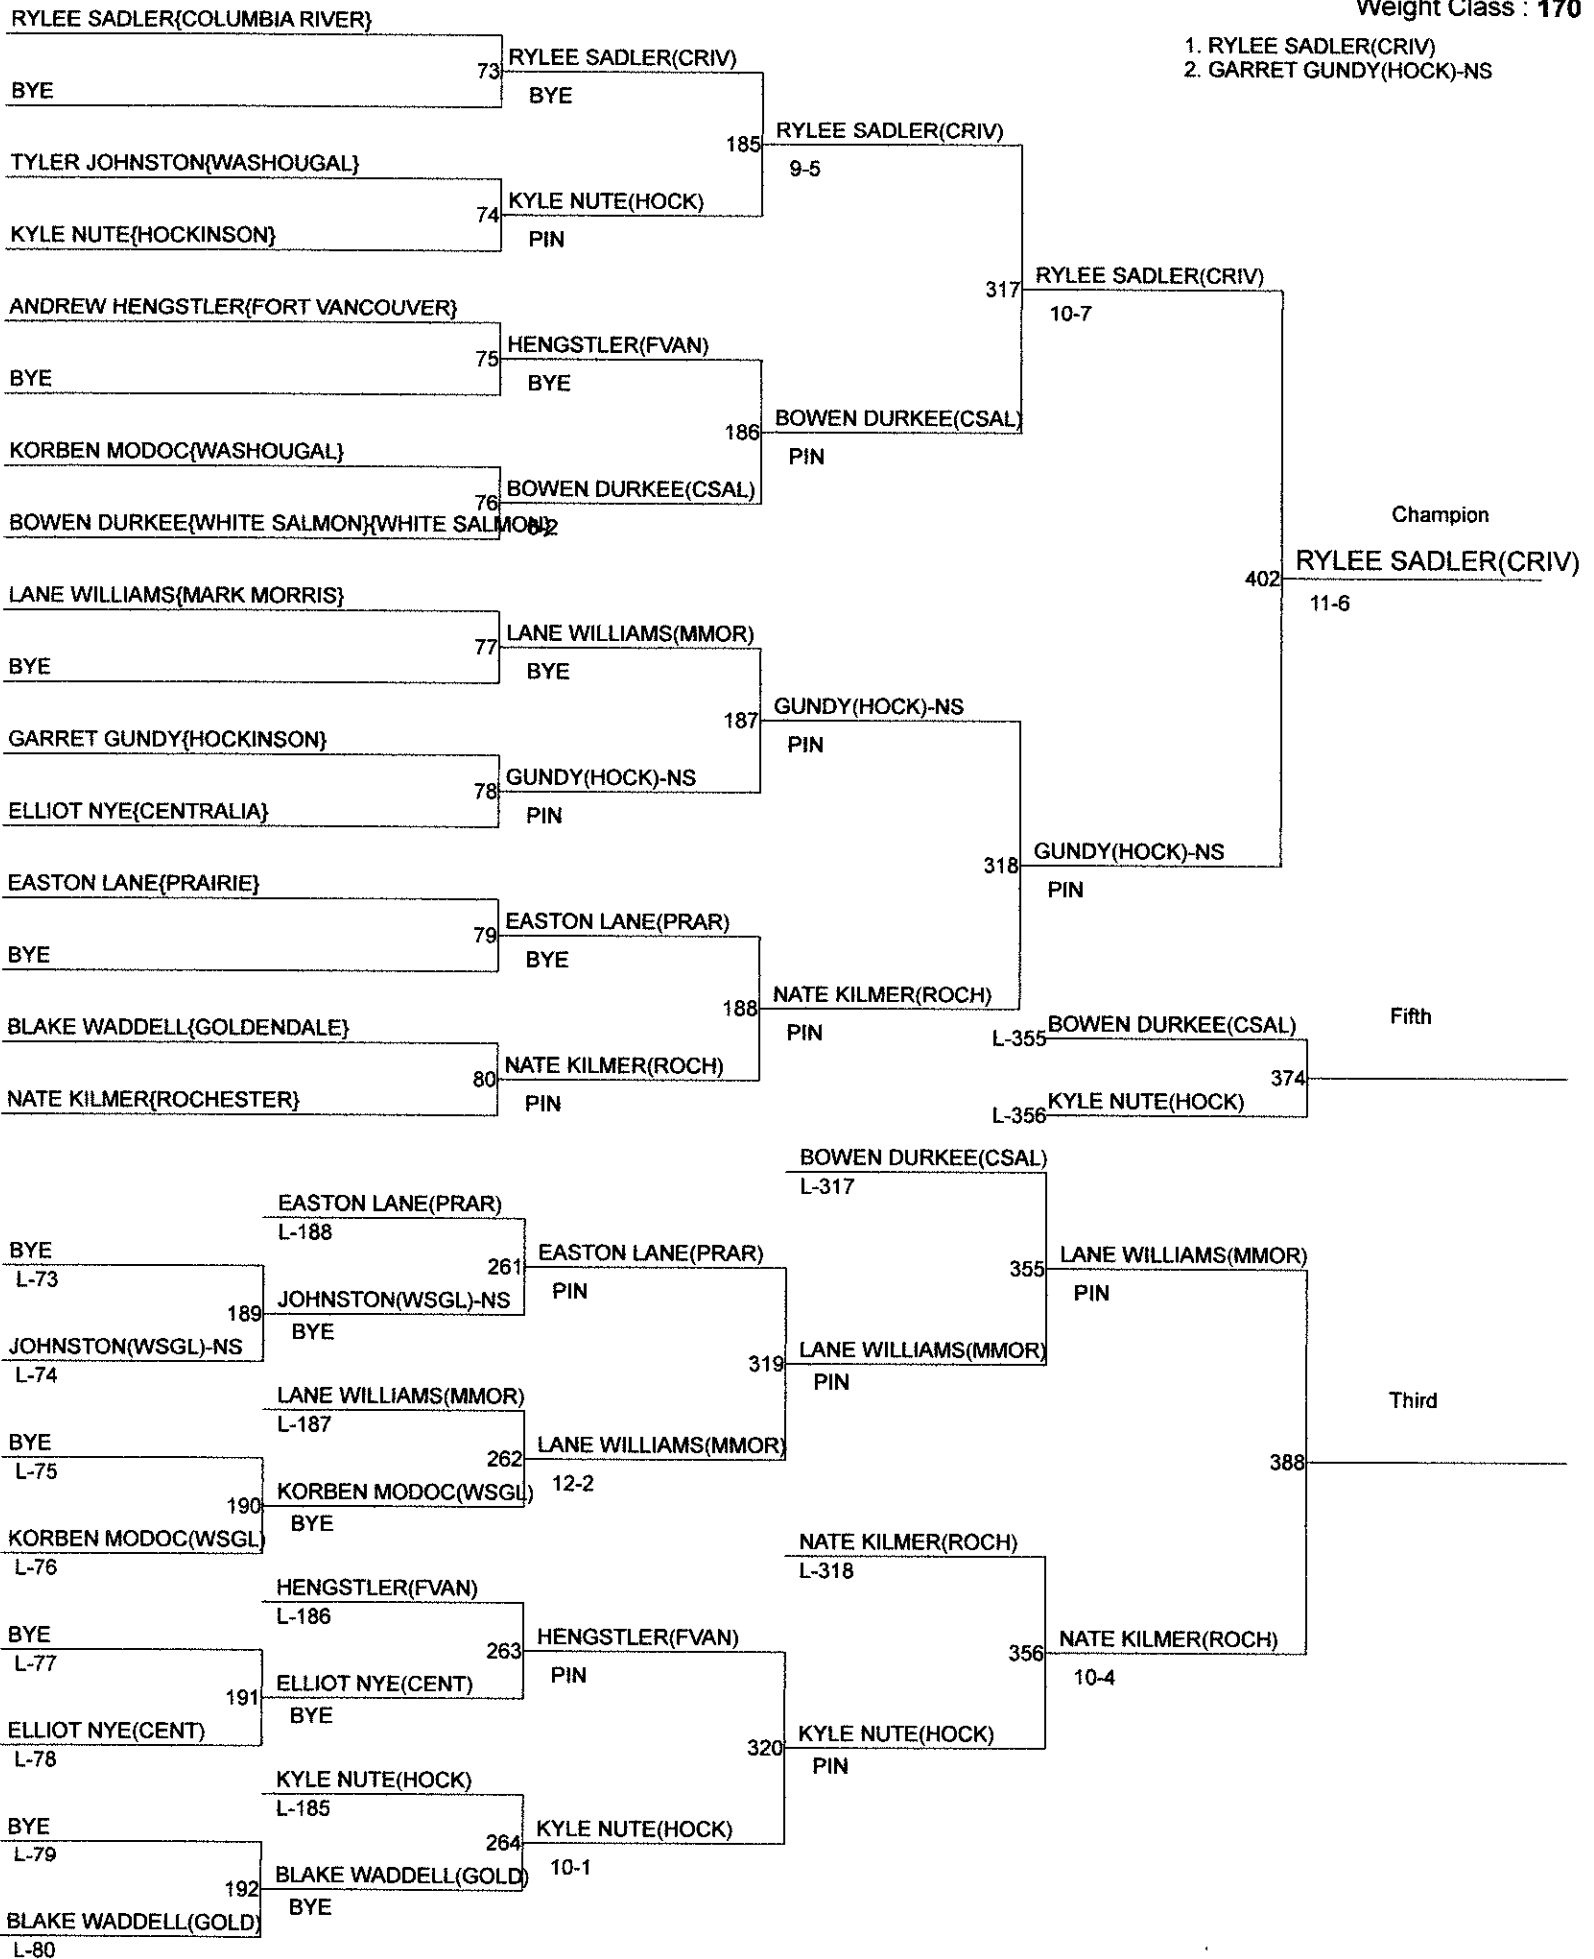 Weight Class : 170
1. RYLEE SADLER(CRIV)
2. GARRET GUNDY(HOCK)-NS
RYLEE SADLER{COLUMBIA RIVER}
73
RYLEE SADLER(CRIV)
BYE
BYE
185
RYLEE SADLER(CRIV)
9-5
TYLER JOHNSTON{WASHOUGAL}
74
KYLE NUTE(HOCK)
PIN
KYLE NUTE{HOCKINSON}
317
RYLEE SADLER(CRIV)
10-7
ANDREW HENGSTLER{FORT VANCOUVER}
75
HENGSTLER(FVAN)
BYE
BYE
186
BOWEN DURKEE(CSAL)
PIN
KORBEN MODOC{WASHOUGAL}
76
BOWEN DURKEE(CSAL)
BOWEN DURKEE{WHITE SALMON}{WHITE SALMON}
Champion
402
RYLEE SADLER(CRIV)
11-6
LANE WILLIAMS{MARK MORRIS}
77
LANE WILLIAMS(MMOR)
BYE
BYE
187
GUNDY(HOCK)-NS
PIN
GARRET GUNDY{HOCKINSON}
78
GUNDY(HOCK)-NS
PIN
ELLIOT NYE{CENTRALIA}
318
GUNDY(HOCK)-NS
PIN
EASTON LANE{PRAIRIE}
79
EASTON LANE(PRAR)
BYE
BYE
188
NATE KILMER(ROCH)
PIN
BLAKE WADDELL{GOLDENDALE}
80
NATE KILMER(ROCH)
PIN
NATE KILMER{ROCHESTER}
L-355
BOWEN DURKEE(CSAL)
Fifth
374
L-356
KYLE NUTE(HOCK)
BOWEN DURKEE(CSAL)
L-317
EASTON LANE(PRAR)
L-188
BYE
L-73
261
EASTON LANE(PRAR)
PIN
355
LANE WILLIAMS(MMOR)
PIN
189
JOHNSTON(WSGL)-NS
BYE
JOHNSTON(WSGL)-NS
L-74
319
LANE WILLIAMS(MMOR)
PIN
LANE WILLIAMS(MMOR)
L-187
Third
BYE
L-75
262
LANE WILLIAMS(MMOR)
12-2
388
190
KORBEN MODOC(WSGL)
BYE
KORBEN MODOC(WSGL)
L-76
NATE KILMER(ROCH)
L-318
HENGSTLER(FVAN)
L-186
BYE
L-77
263
HENGSTLER(FVAN)
PIN
356
NATE KILMER(ROCH)
10-4
191
ELLIOT NYE(CENT)
BYE
ELLIOT NYE(CENT)
L-78
320
KYLE NUTE(HOCK)
PIN
KYLE NUTE(HOCK)
L-185
BYE
L-79
264
KYLE NUTE(HOCK)
10-1
192
BLAKE WADDELL(GOLD)
BYE
BLAKE WADDELL(GOLD)
L-80